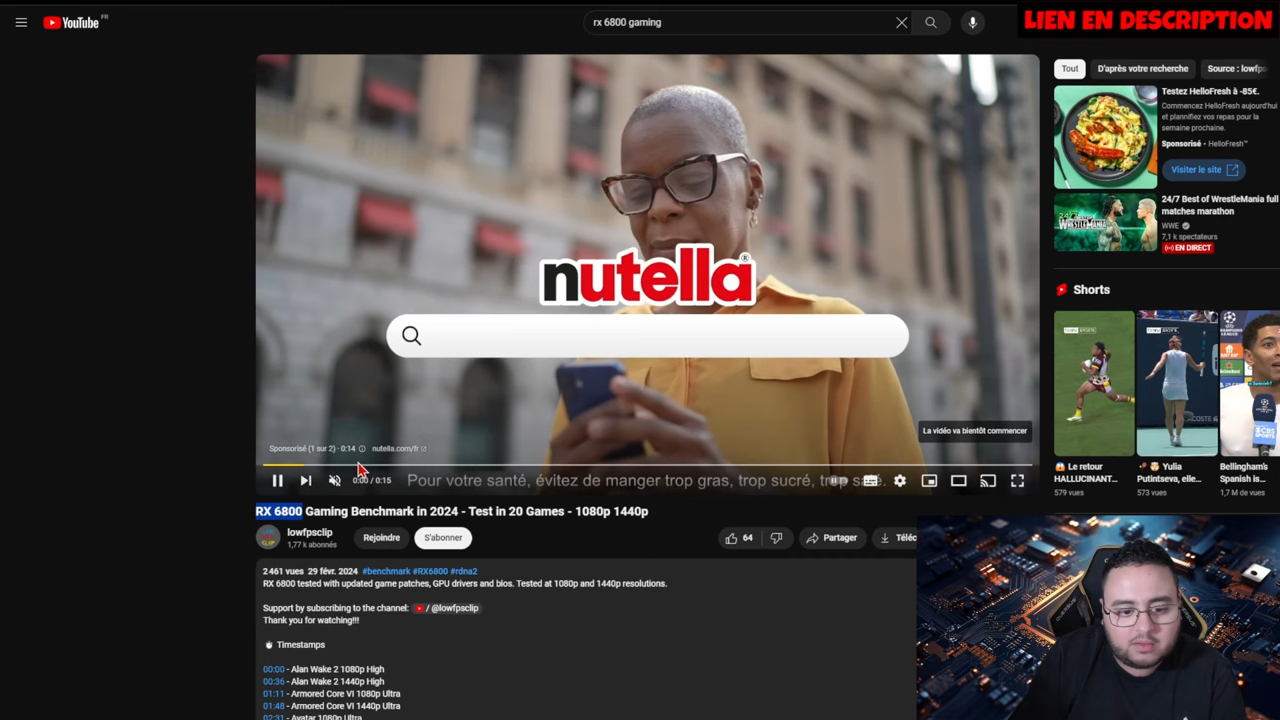 YouTube FR
rx 6800 gaming
LIEN EN DESCRIPTION
nutella®
La vidéo va bientôt commencer
Sponsorisé (1 sur 2) · 0:14
nutella.com/fr
0:00 / 0:15
Pour votre santé, évitez de manger trop gras, trop sucré, trop salé.
RX 6800 Gaming Benchmark in 2024 - Test in 20 Games - 1080p 1440p
lowfpsclip
1,77 k abonnés
Rejoindre
S'abonner
64
Partager
Téléc
2 461 vues 29 févr. 2024 #benchmark #RX6800 #rdna2
RX 6800 tested with updated game patches, GPU drivers and bios. Tested at 1080p and 1440p resolutions.
Support by subscribing to the channel: / @lowfpsclip
Thank you for watching!!!
Timestamps
00:00 - Alan Wake 2 1080p High
00:36 - Alan Wake 2 1440p High
01:11 - Armored Core VI 1080p Ultra
01:48 - Armored Core VI 1440p Ultra
02:31 - Avatar 1080p Ultra
Tout
D'après votre recherche
Source : lowfps
Testez HelloFresh à -85€.
Commencez HelloFresh aujourd'hui
et planifiez vos repas pour la
semaine prochaine.
Sponsorisé · HelloFresh™
Visiter le site
24/7 Best of WrestleMania full
matches marathon
WWE
7,1 k spectateurs
EN DIRECT
Shorts
Le retour
HALLUCINANT...
579 vues
Yulia
Putintseva, elle...
573 vues
Bellingham's
Spanish is...
1,7 M de vues